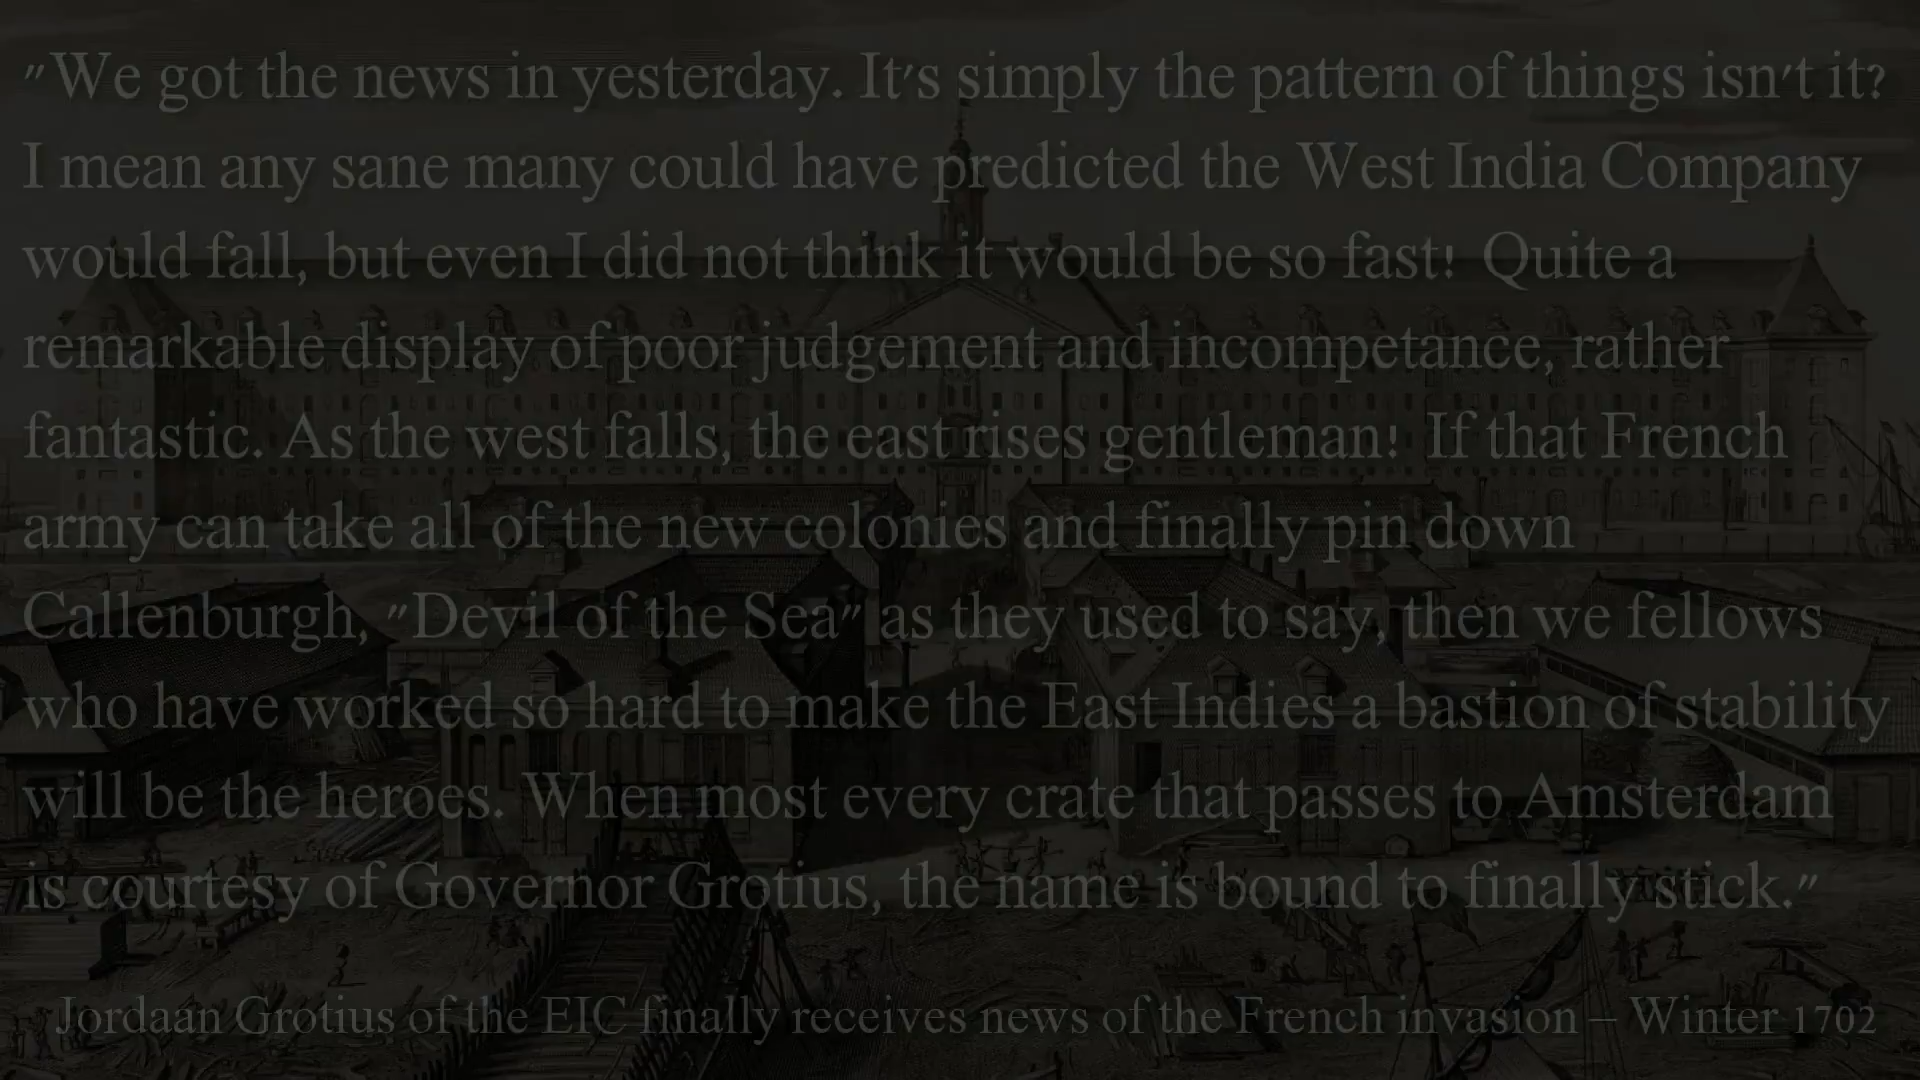 "We got the news in yesterday. It's simply the pattern of things isn't it?
I mean any sane many could have predicted the West India Company
would fall, but even I did not think it would be so fast! Quite a
remarkable display of poor judgement and incompetance, rather
fantastic. As the west falls, the east rises gentleman! If that French
army can take all of the new colonies and finally pin down
Callenburgh, "Devil of the Sea" as they used to say, then we fellows
who have worked so hard to make the East Indies a bastion of stability
will be the heroes. When most every crate that passes to Amsterdam
is courtesy of Governor Grotius, the name is bound to finally stick."
Jordaan Grotius of the EIC finally receives news of the French invasion – Winter 1702